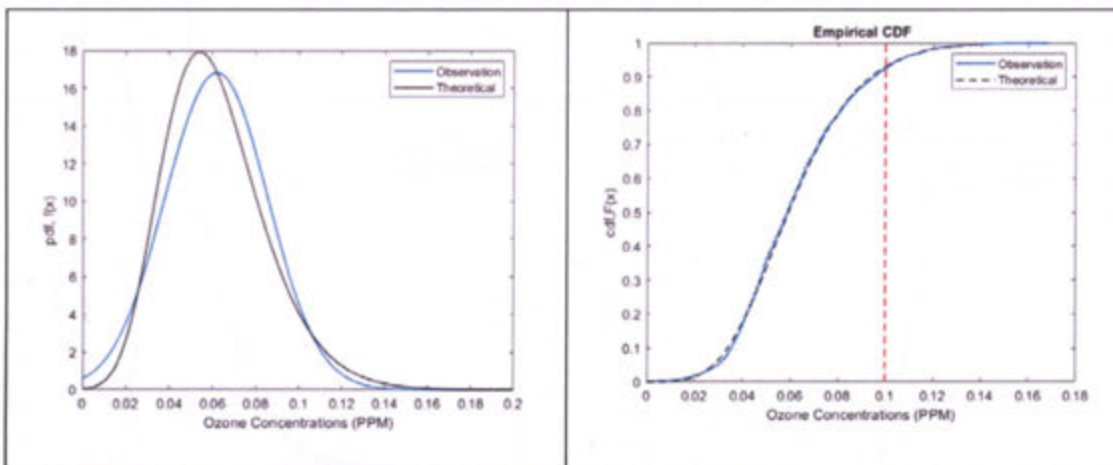 18
16
14
12
10
8
6
4
2
0
pdf, f(x)
Observation
Theoretical
0 0.02 0.04 0.06 0.08 0.1 0.12 0.14 0.16 0.18 0.2
Ozone Concentrations (PPM)
Empirical CDF
1
0.9
0.8
0.7
0.6
0.5
0.4
0.3
0.2
0.1
0
cdf,F(x)
Observation
Theoretical
0 0.02 0.04 0.06 0.08 0.1 0.12 0.14 0.16 0.18
Ozone Concentrations (PPM)